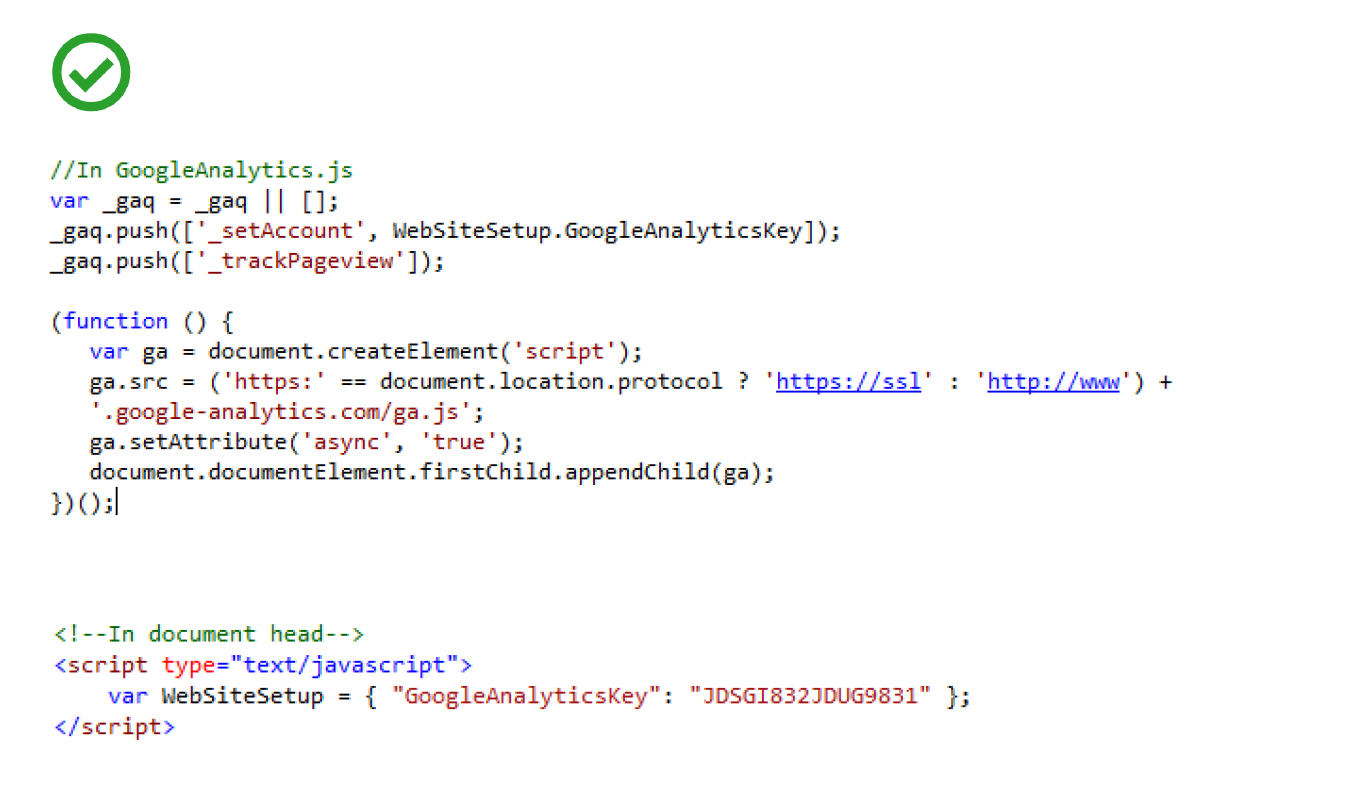 //In GoogleAnalytics.js
var _gaq = _gaq || [];
_gaq.push(['_setAccount', WebSiteSetup.GoogleAnalyticsKey]);
_gaq.push(['_trackPageview']);
(function () {
   var ga = document.createElement('script');
   ga.src = ('https:' == document.location.protocol ? 'https://ssl' : 'http://www') +
   '.google-analytics.com/ga.js';
   ga.setAttribute('async', 'true');
   document.documentElement.firstChild.appendChild(ga);
})();
<!--In document head-->
<script type="text/javascript">
    var WebSiteSetup = { "GoogleAnalyticsKey": "JDSGI832JDUG9831" };
</script>